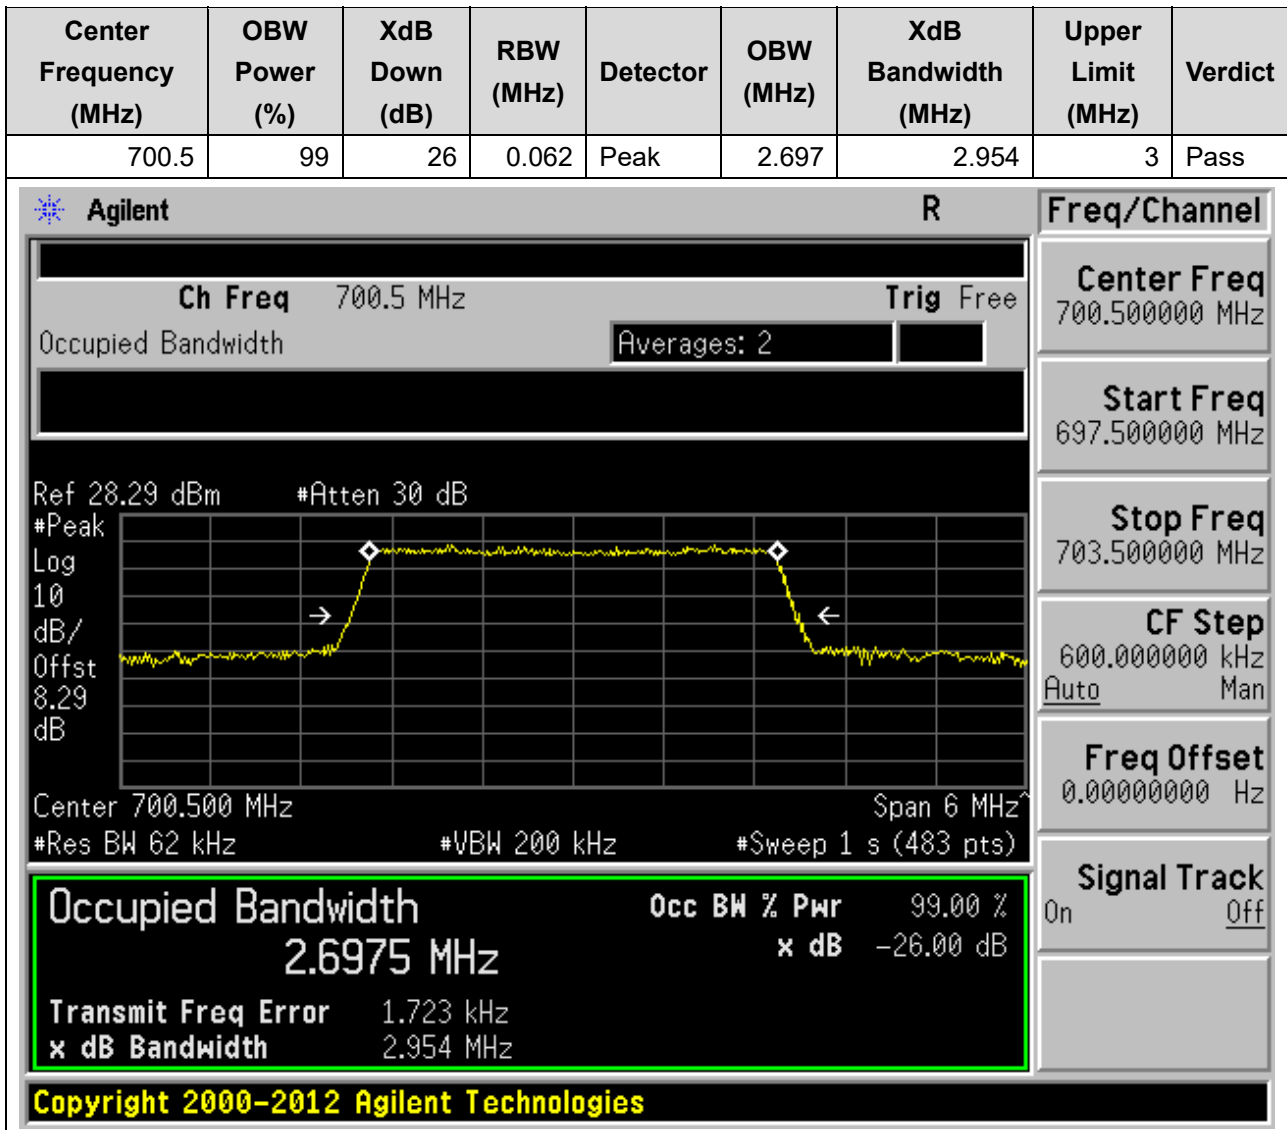 Center Frequency (MHz) OBW Power (%) XdB Down (dB) RBW (MHz) Detector OBW (MHz) XdB Bandwidth (MHz) Upper Limit (MHz) Verdict
700.5 99 26 0.062 Peak 2.697 2.954 3 Pass
Agilent R Freq/Channel
Ch Freq 700.5 MHz Trig Free
Occupied Bandwidth Averages: 2
Center Freq
700.500000 MHz
Start Freq
697.500000 MHz
Stop Freq
703.500000 MHz
CF Step
600.000000 kHz
Auto Man
Freq Offset
0.00000000 Hz
Signal Track
On Off
Ref 28.29 dBm #Atten 30 dB
#Peak
Log
10
dB/
Offst
8.29
dB
Center 700.500 MHz Span 6 MHz^
#Res BW 62 kHz #VBW 200 kHz #Sweep 1 s (483 pts)
Occupied Bandwidth Occ BW % Pwr 99.00 %
2.6975 MHz x dB -26.00 dB
Transmit Freq Error 1.723 kHz
x dB Bandwidth 2.954 MHz
Copyright 2000-2012 Agilent Technologies